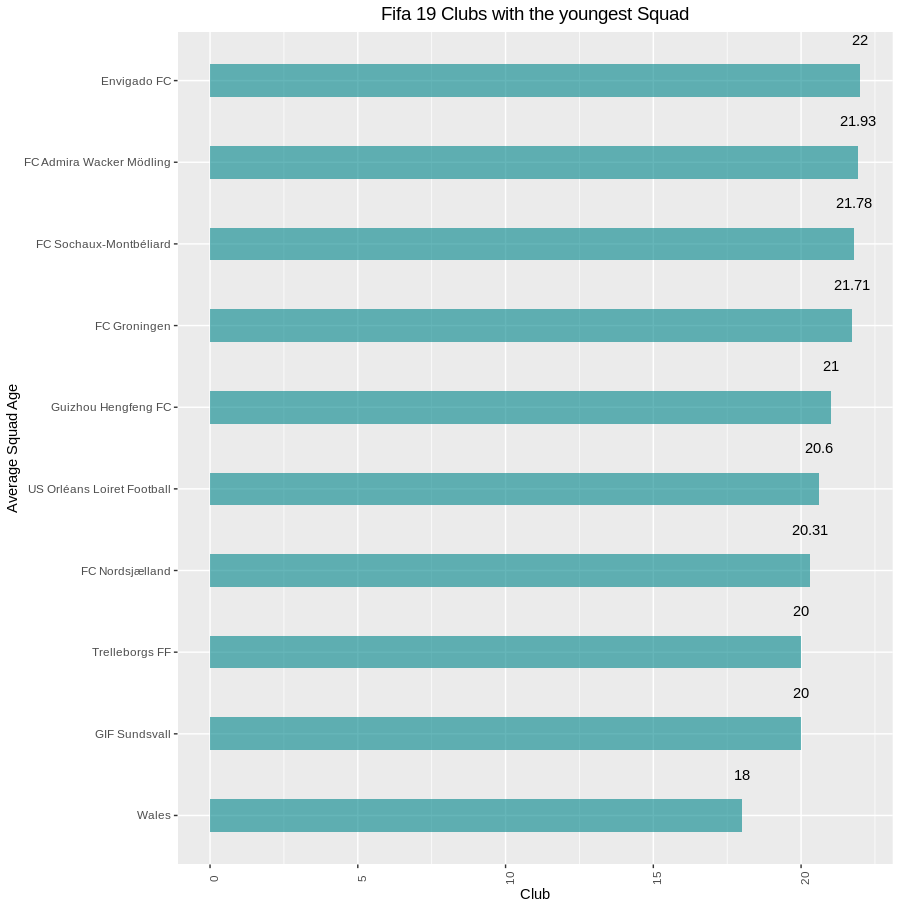 Fifa 19 Clubs with the youngest Squad
22
Envigado FC
21.93
FC Admira Wacker Mödling
21.78
FC Sochaux-Montbéliard
21.71
FC Groningen
21
Guizhou Hengfeng FC
20.6
US Orléans Loiret Football
20.31
FC Nordsjælland
20
Trelleborgs FF
20
GIF Sundsvall
18
Wales
Average Squad Age
0 5 10 15 20
Club